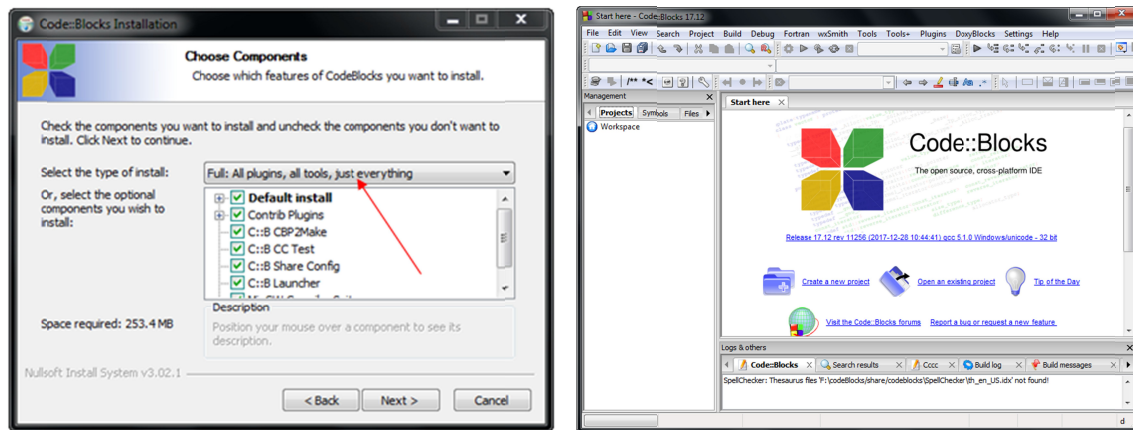 Code::Blocks Installation
Choose Components
Choose which features of CodeBlocks you want to install.
Check the components you want to install and uncheck the components you don't want to
install. Click Next to continue.
Select the type of install:
Full: All plugins, all tools, just everything
Or, select the optional
components you wish to
install:
Default install
Contrib Plugins
C::B CBP2Make
C::B CC Test
C::B Share Config
C::B Launcher
Space required: 253.4 MB
Description
Position your mouse over a component to see its
description.
Nullsoft Install System v3.02.1
< Back Next > Cancel
Start here - Code::Blocks 17.12
File Edit View Search Project Build Debug Fortran wxSmith Tools Tools+ Plugins DoxyBlocks Settings Help
Management
Projects Symbols Files
Workspace
Start here
Code::Blocks
The open source, cross-platform IDE
Release 17.12 rev 11256 (2017-12-28 10:44:41) gcc 5.1.0 Windows/unicode - 32 bit
Create a new project Open an existing project Tip of the Day
Visit the Code::Blocks forums Report a bug or request a new feature
Logs & others
Code::Blocks Search results Cccc Build log Build messages
SpellChecker: Thesaurus files 'F:\codeBlocks/share/codeblocks\SpellChecker\th_en_US.idx' not found!
d